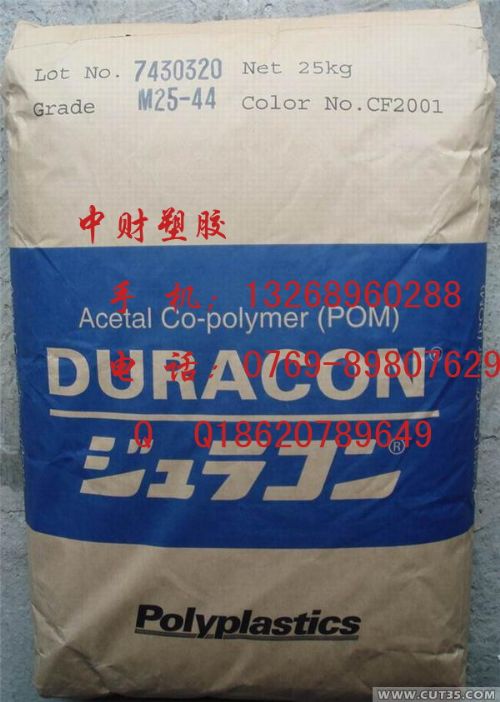 Lot No. 7430320 Net 25kg
Grade M25-44 Color No.CF2001
中财塑胶
手 机：13268960288
Acetal Co-polymer (POM)
电 话：0769-89807629
DURACON®
Q Q18620789649
ジュラコン®
Polyplastics
WWW.CUT35.COM